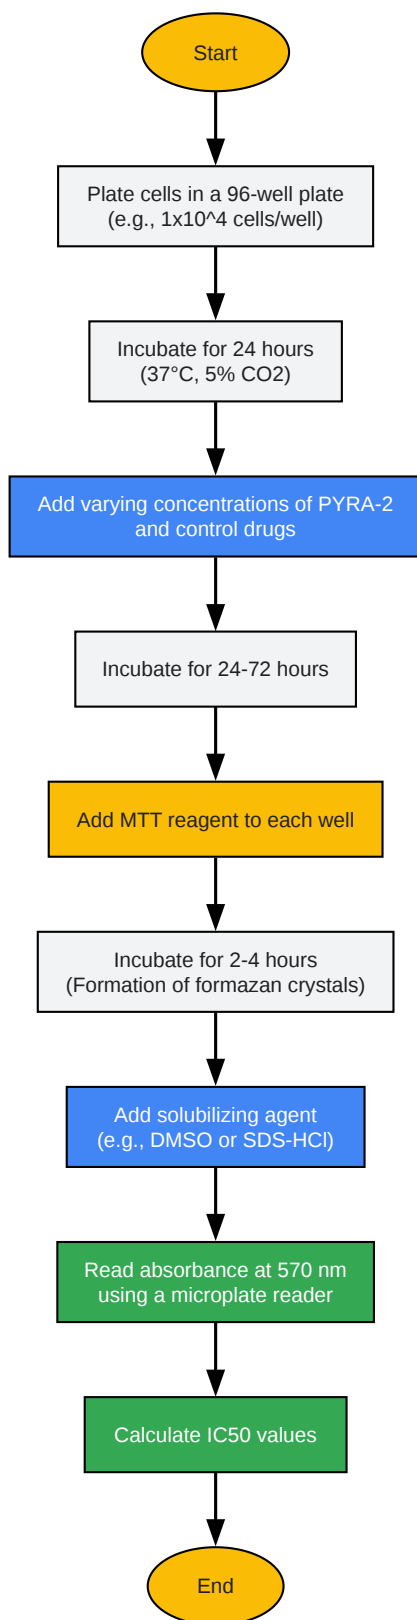 Start
Plate cells in a 96-well plate
(e.g., 1x10^4 cells/well)
Incubate for 24 hours
(37°C, 5% CO2)
Add varying concentrations of PYRA-2
and control drugs
Incubate for 24-72 hours
Add MTT reagent to each well
Incubate for 2-4 hours
(Formation of formazan crystals)
Add solubilizing agent
(e.g., DMSO or SDS-HCl)
Read absorbance at 570 nm
using a microplate reader
Calculate IC50 values
End